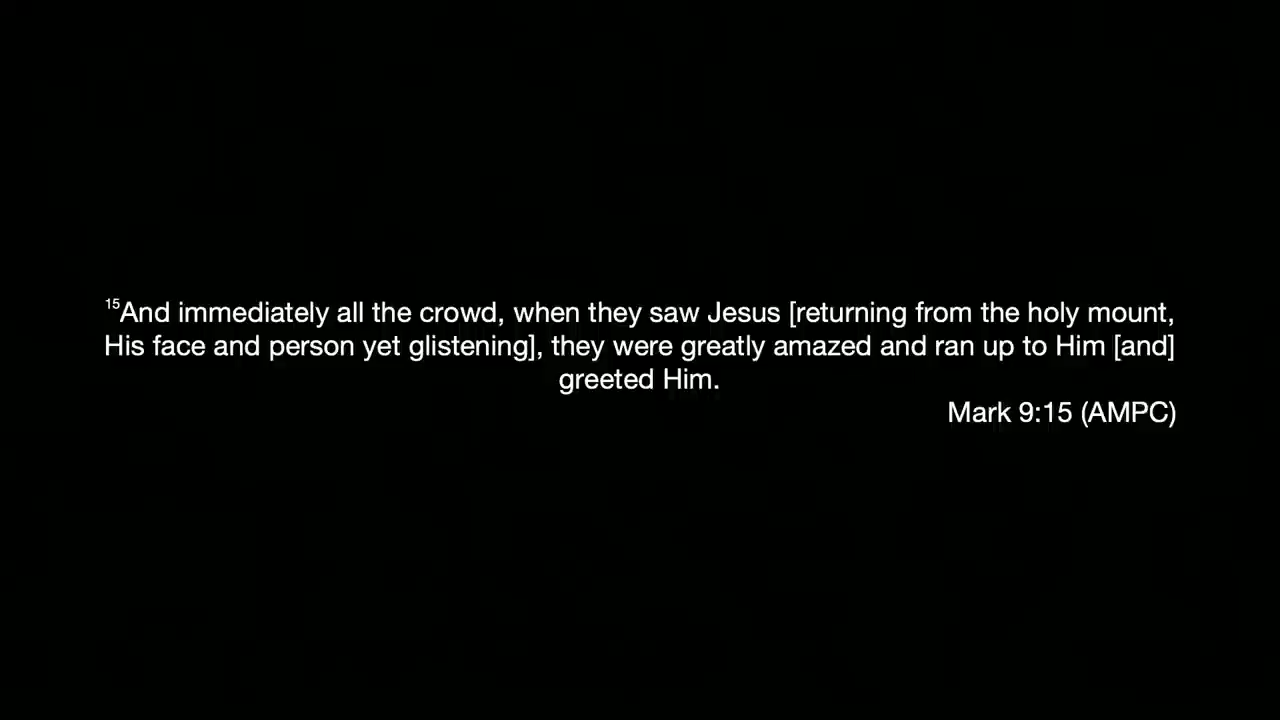 15And immediately all the crowd, when they saw Jesus [returning from the holy mount,
His face and person yet glistening], they were greatly amazed and ran up to Him [and]
greeted Him.
Mark 9:15 (AMPC)